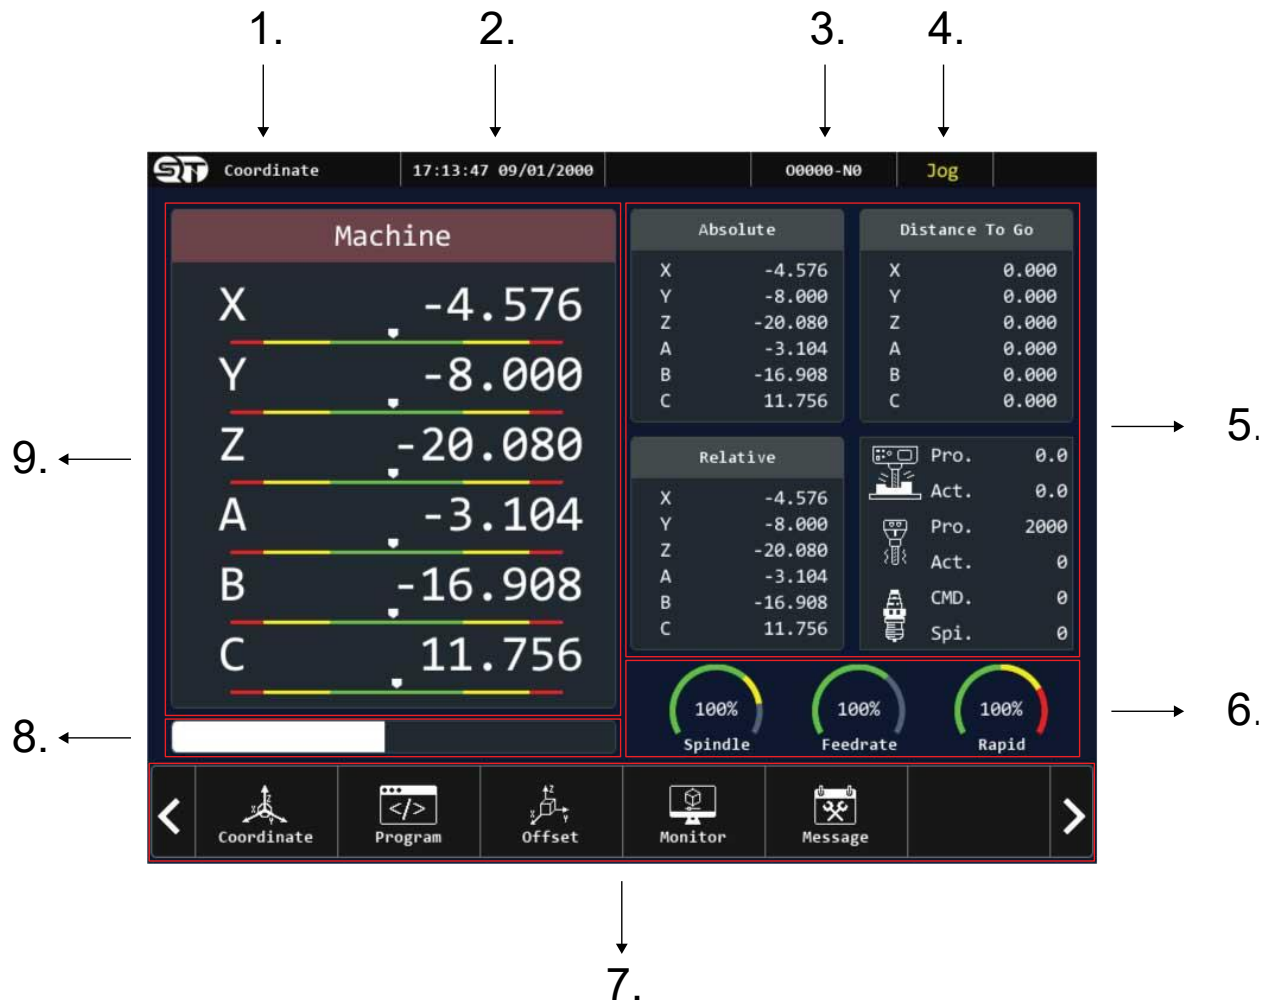 1. 2. 3. 4.
Coordinate 17:13:47 09/01/2000 O0000-N0 Jog
Machine
X -4.576
Y -8.000
Z -20.080
A -3.104
B -16.908
C 11.756
Absolute
X -4.576
Y -8.000
Z -20.080
A -3.104
B -16.908
C 11.756
Distance To Go
X 0.000
Y 0.000
Z 0.000
A 0.000
B 0.000
C 0.000
Relative
X -4.576
Y -8.000
Z -20.080
A -3.104
B -16.908
C 11.756
Pro. 0.0
Act. 0.0
Pro. 2000
Act. 0
CMD. 0
Spi. 0
5.
9.
100% 100% 100%
Spindle Feedrate Rapid
6.
8.
Coordinate Program Offset Monitor Message
7.